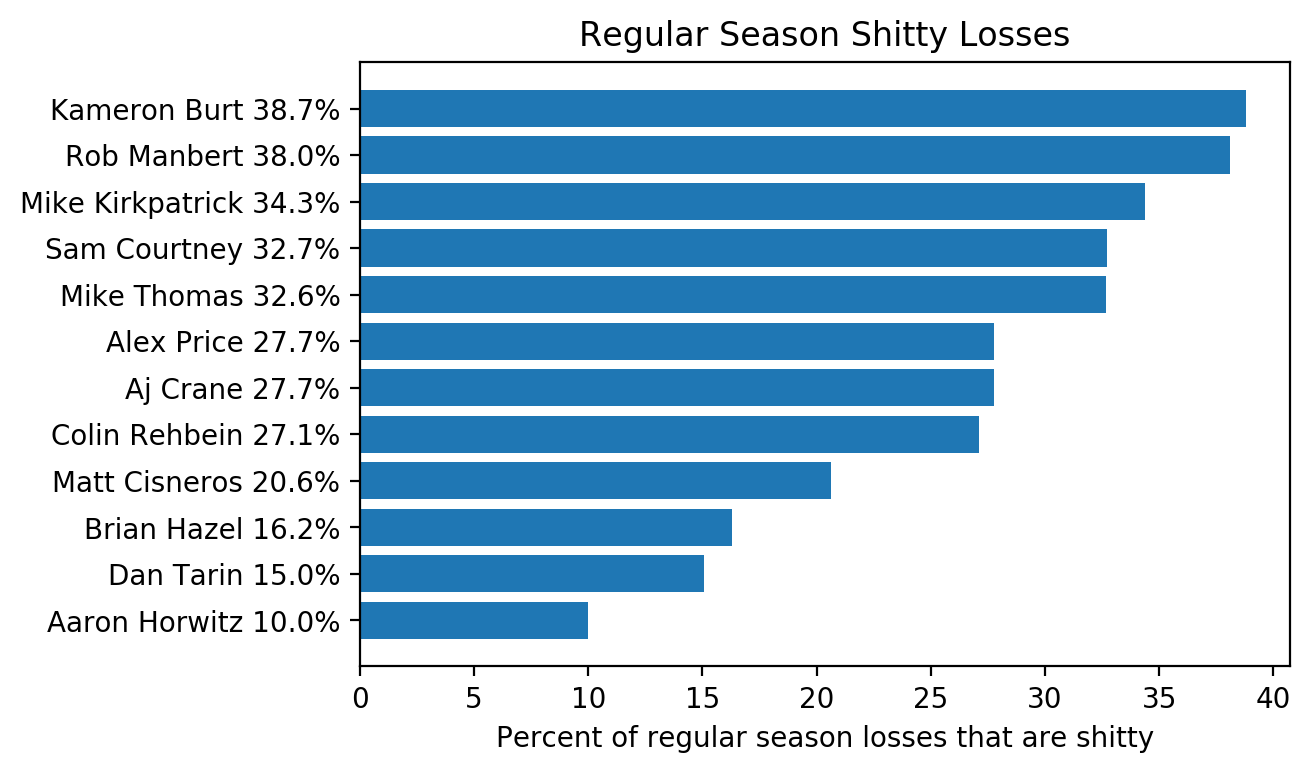 Regular Season Shitty Losses
Kameron Burt 38.7%
Rob Manbert 38.0%
Mike Kirkpatrick 34.3%
Sam Courtney 32.7%
Mike Thomas 32.6%
Alex Price 27.7%
Aj Crane 27.7%
Colin Rehbein 27.1%
Matt Cisneros 20.6%
Brian Hazel 16.2%
Dan Tarin 15.0%
Aaron Horwitz 10.0%
0 5 10 15 20 25 30 35 40
Percent of regular season losses that are shitty